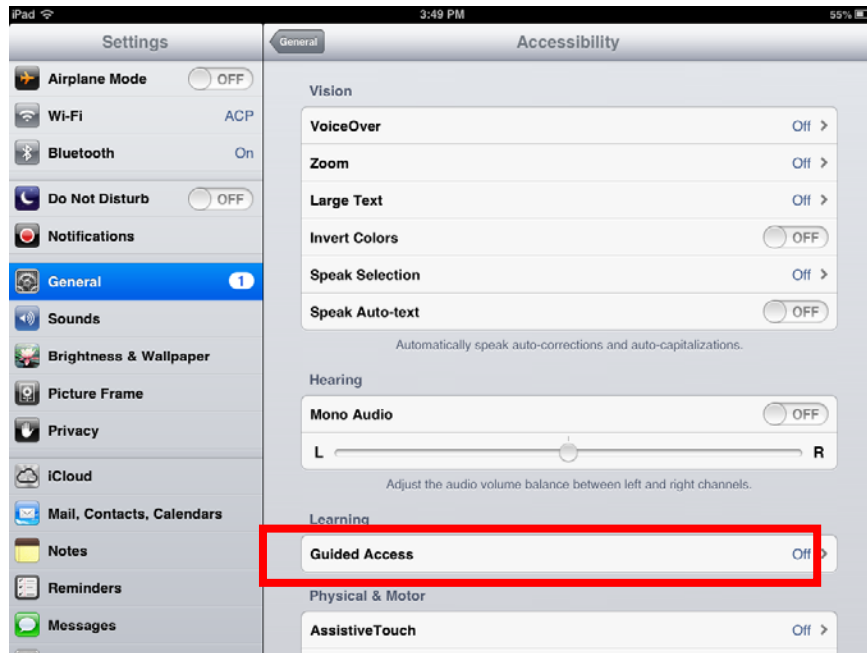 iPad 3:49 PM 55%
Settings
Airplane Mode OFF
Wi-Fi ACP
Bluetooth On
Do Not Disturb OFF
Notifications
General 1
Sounds
Brightness & Wallpaper
Picture Frame
Privacy
iCloud
Mail, Contacts, Calendars
Notes
Reminders
Messages
General Accessibility
Vision
VoiceOver Off
Zoom Off
Large Text Off
Invert Colors OFF
Speak Selection Off
Speak Auto-text OFF
Automatically speak auto-corrections and auto-capitalizations.
Hearing
Mono Audio OFF
L R
Adjust the audio volume balance between left and right channels.
Learning
Guided Access Off
Physical & Motor
AssistiveTouch Off